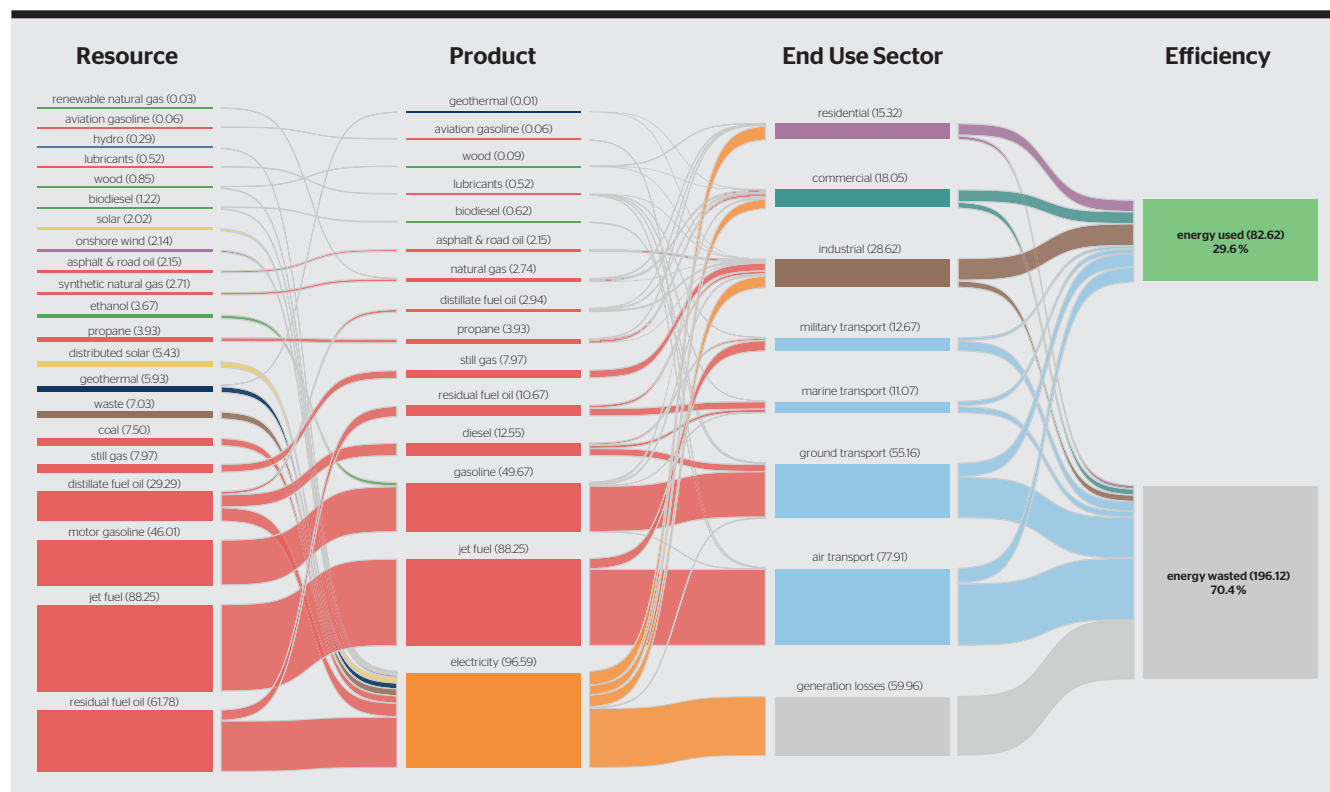 Resource
Product
End Use Sector
Efficiency
renewable natural gas (0.03)
aviation gasoline (0.06)
hydro (0.29)
lubricants (0.52)
wood (0.85)
biodiesel (1.22)
solar (2.02)
onshore wind (2.14)
asphalt & road oil (2.15)
synthetic natural gas (2.71)
ethanol (3.67)
propane (3.93)
distributed solar (5.43)
geothermal (5.93)
waste (7.03)
coal (7.50)
still gas (7.97)
distillate fuel oil (29.29)
motor gasoline (46.01)
jet fuel (88.25)
residual fuel oil (61.78)
geothermal (0.01)
aviation gasoline (0.06)
wood (0.09)
lubricants (0.52)
biodiesel (0.62)
asphalt & road oil (2.15)
natural gas (2.74)
distillate fuel oil (2.94)
propane (3.93)
still gas (7.97)
residual fuel oil (10.67)
diesel (12.55)
gasoline (49.67)
jet fuel (88.25)
electricity (96.59)
residential (15.32)
commercial (18.05)
industrial (28.62)
military transport (12.67)
marine transport (11.07)
ground transport (55.16)
air transport (77.91)
generation losses (59.96)
energy used (82.62)
29.6%
energy wasted (196.12)
70.4%